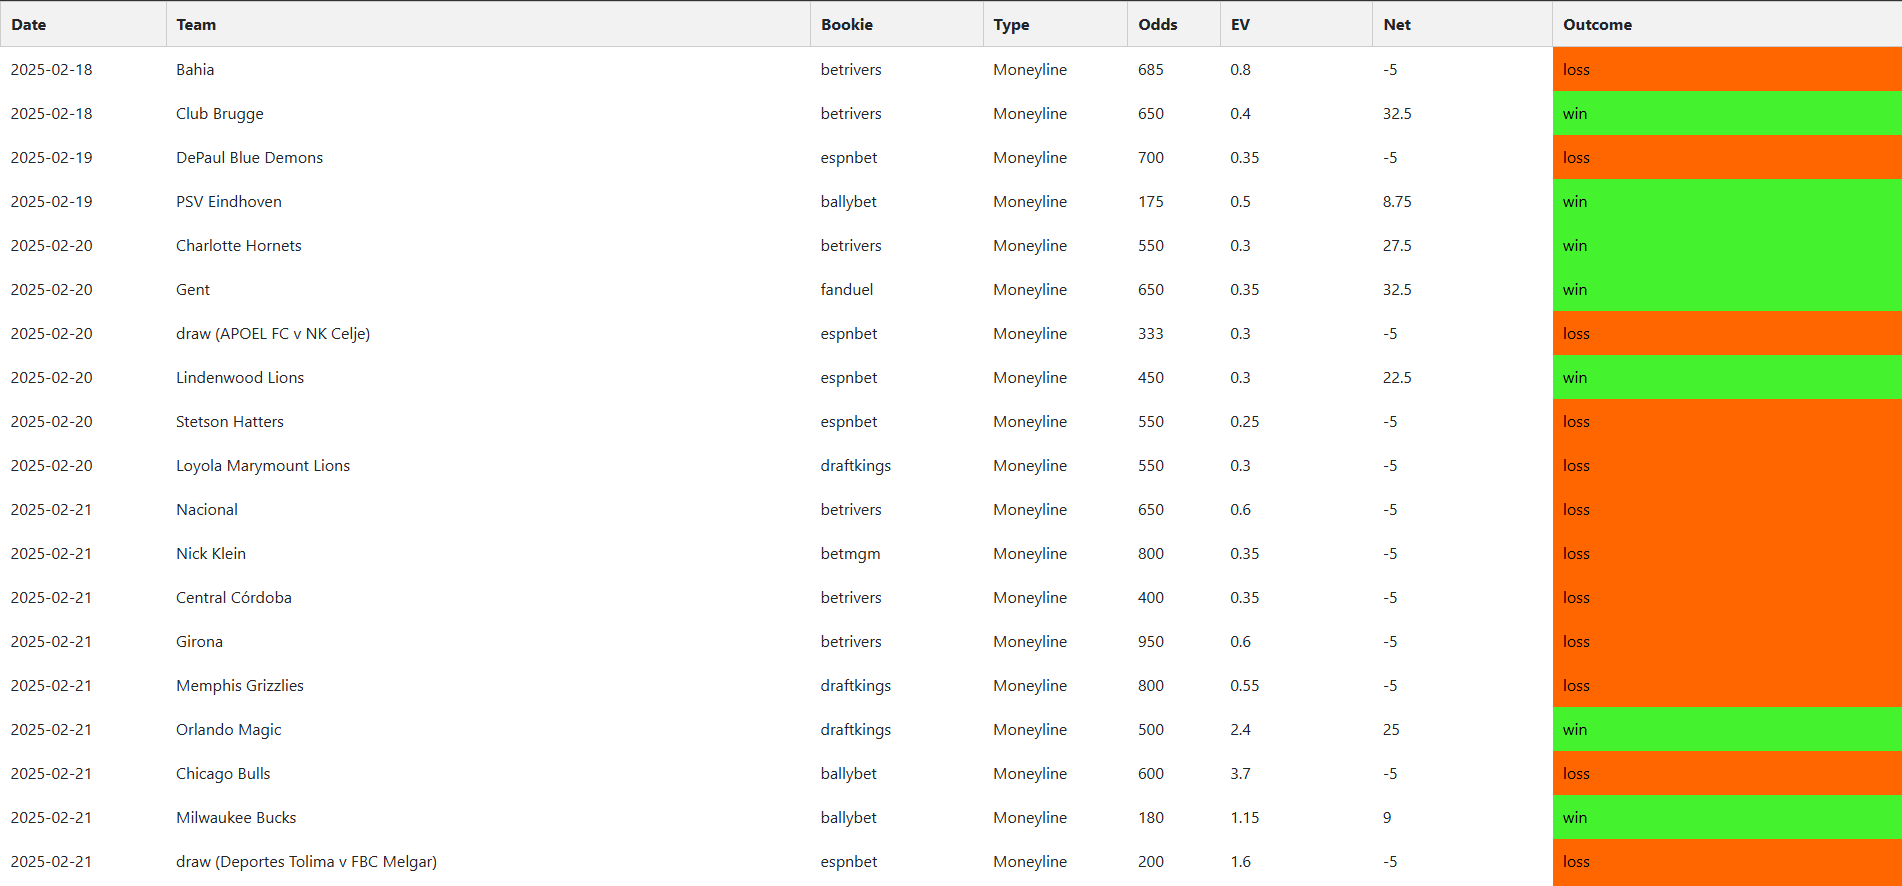 Date Team Bookie Type Odds EV Net Outcome
2025-02-18 Bahia betrivers Moneyline 685 0.8 -5 loss
2025-02-18 Club Brugge betrivers Moneyline 650 0.4 32.5 win
2025-02-19 DePaul Blue Demons espnbet Moneyline 700 0.35 -5 loss
2025-02-19 PSV Eindhoven ballybet Moneyline 175 0.5 8.75 win
2025-02-20 Charlotte Hornets betrivers Moneyline 550 0.3 27.5 win
2025-02-20 Gent fanduel Moneyline 650 0.35 32.5 win
2025-02-20 draw (APOEL FC v NK Celje) espnbet Moneyline 333 0.3 -5 loss
2025-02-20 Lindenwood Lions espnbet Moneyline 450 0.3 22.5 win
2025-02-20 Stetson Hatters espnbet Moneyline 550 0.25 -5 loss
2025-02-20 Loyola Marymount Lions draftkings Moneyline 550 0.3 -5 loss
2025-02-21 Nacional betrivers Moneyline 650 0.6 -5 loss
2025-02-21 Nick Klein betmgm Moneyline 800 0.35 -5 loss
2025-02-21 Central Córdoba betrivers Moneyline 400 0.35 -5 loss
2025-02-21 Girona betrivers Moneyline 950 0.6 -5 loss
2025-02-21 Memphis Grizzlies draftkings Moneyline 800 0.55 -5 loss
2025-02-21 Orlando Magic draftkings Moneyline 500 2.4 25 win
2025-02-21 Chicago Bulls ballybet Moneyline 600 3.7 -5 loss
2025-02-21 Milwaukee Bucks ballybet Moneyline 180 1.15 9 win
2025-02-21 draw (Deportes Tolima v FBC Melgar) espnbet Moneyline 200 1.6 -5 loss